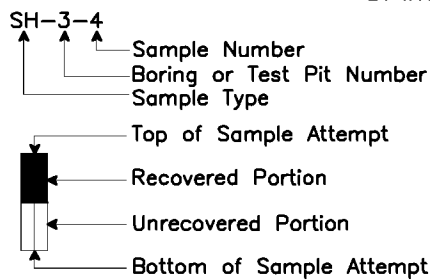 SH-3-4
Sample Number
Boring or Test Pit Number
Sample Type
Top of Sample Attempt
Recovered Portion
Unrecovered Portion
Bottom of Sample Attempt